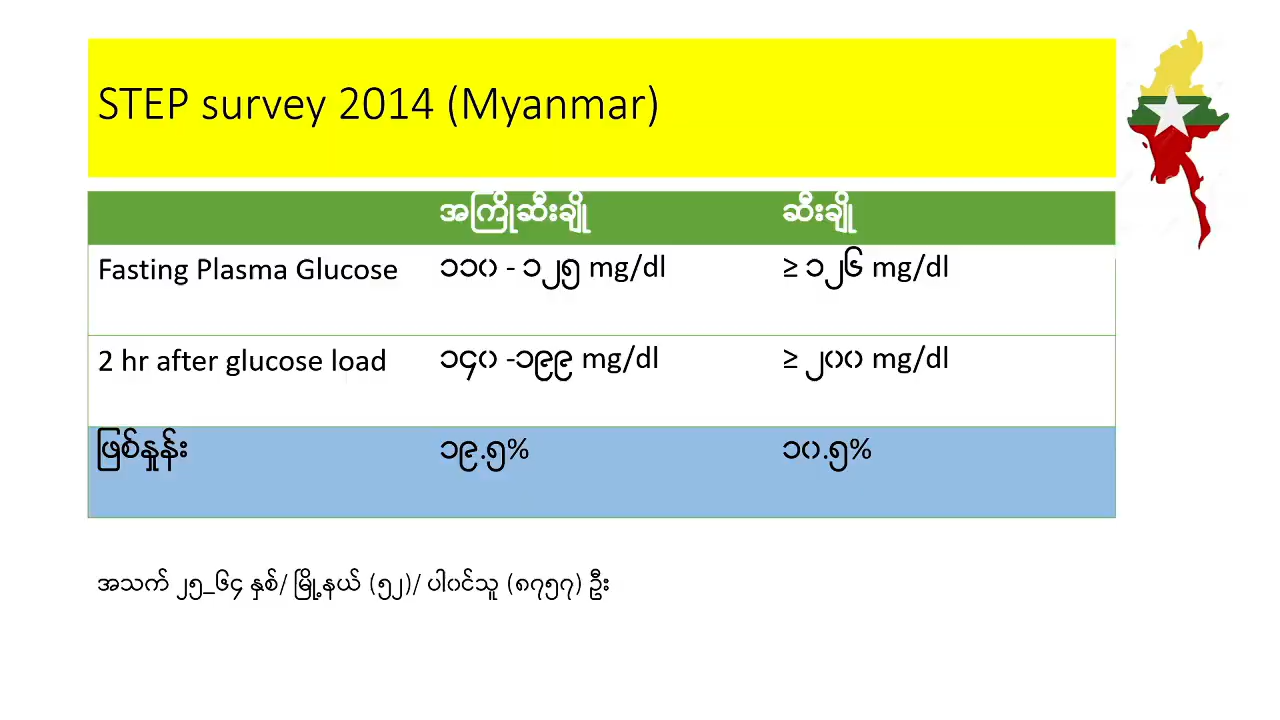 STEP survey 2014 (Myanmar)
အကြိုဆီးချို ဆီးချို
Fasting Plasma Glucose ၁၁၀ - ၁၂၅ mg/dl ≥ ၁၂၆ mg/dl
2 hr after glucose load ၁၄၀ -၁၉၉ mg/dl ≥ ၂၀၀ mg/dl
ဖြစ်နှုန်း ၁၉.၅% ၁၀.၅%
အသက် ၂၅_၆၄ နှစ်/ မြို့နယ် (၅၂)/ ပါဝင်သူ (၈၇၅၇) ဦး